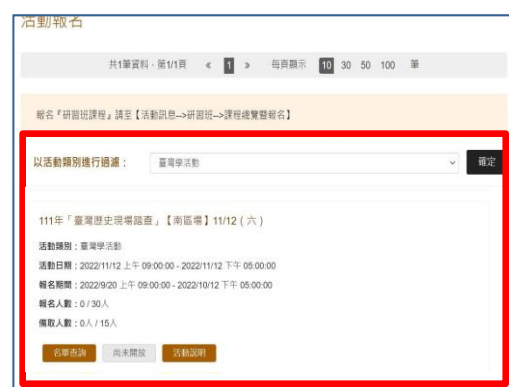 活動報名
共1筆資料 - 第1/1頁 « 1 » 每頁顯示 10 30 50 100 筆
報名『研習班課程』請至【活動訊息-->研習班-->課程總覽暨報名】
以活動類別進行過濾： 臺灣學活動 確定
111年「臺灣歷史現場踏查」【南區場】11/12（六）
活動類別：臺灣學活動
活動日期：2022/11/12 上午 09:00:00 - 2022/11/12 下午 05:00:00
報名期間：2022/9/20 上午 09:00:00 - 2022/10/12 下午 05:00:00
報名人數：0 / 30人
備取人數：0人 / 15人
名單查詢 尚未開放 活動說明